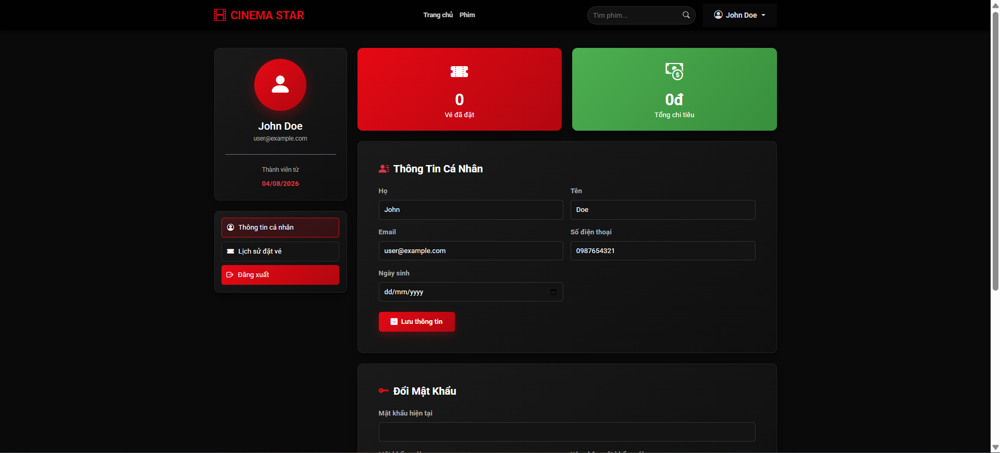 CINEMA STAR
Trang chủ Phim
Tìm phim...
John Doe
John Doe
user@example.com
Thành viên từ
04/08/2026
Thông tin cá nhân
Lịch sử đặt vé
Đăng xuất
0
Vé đã đặt
0đ
Tổng chi tiêu
Thông Tin Cá Nhân
Họ
John
Tên
Doe
Email
user@example.com
Số điện thoại
0987654321
Ngày sinh
dd/mm/yyyy
Lưu thông tin
Đổi Mật Khẩu
Mật khẩu hiện tại